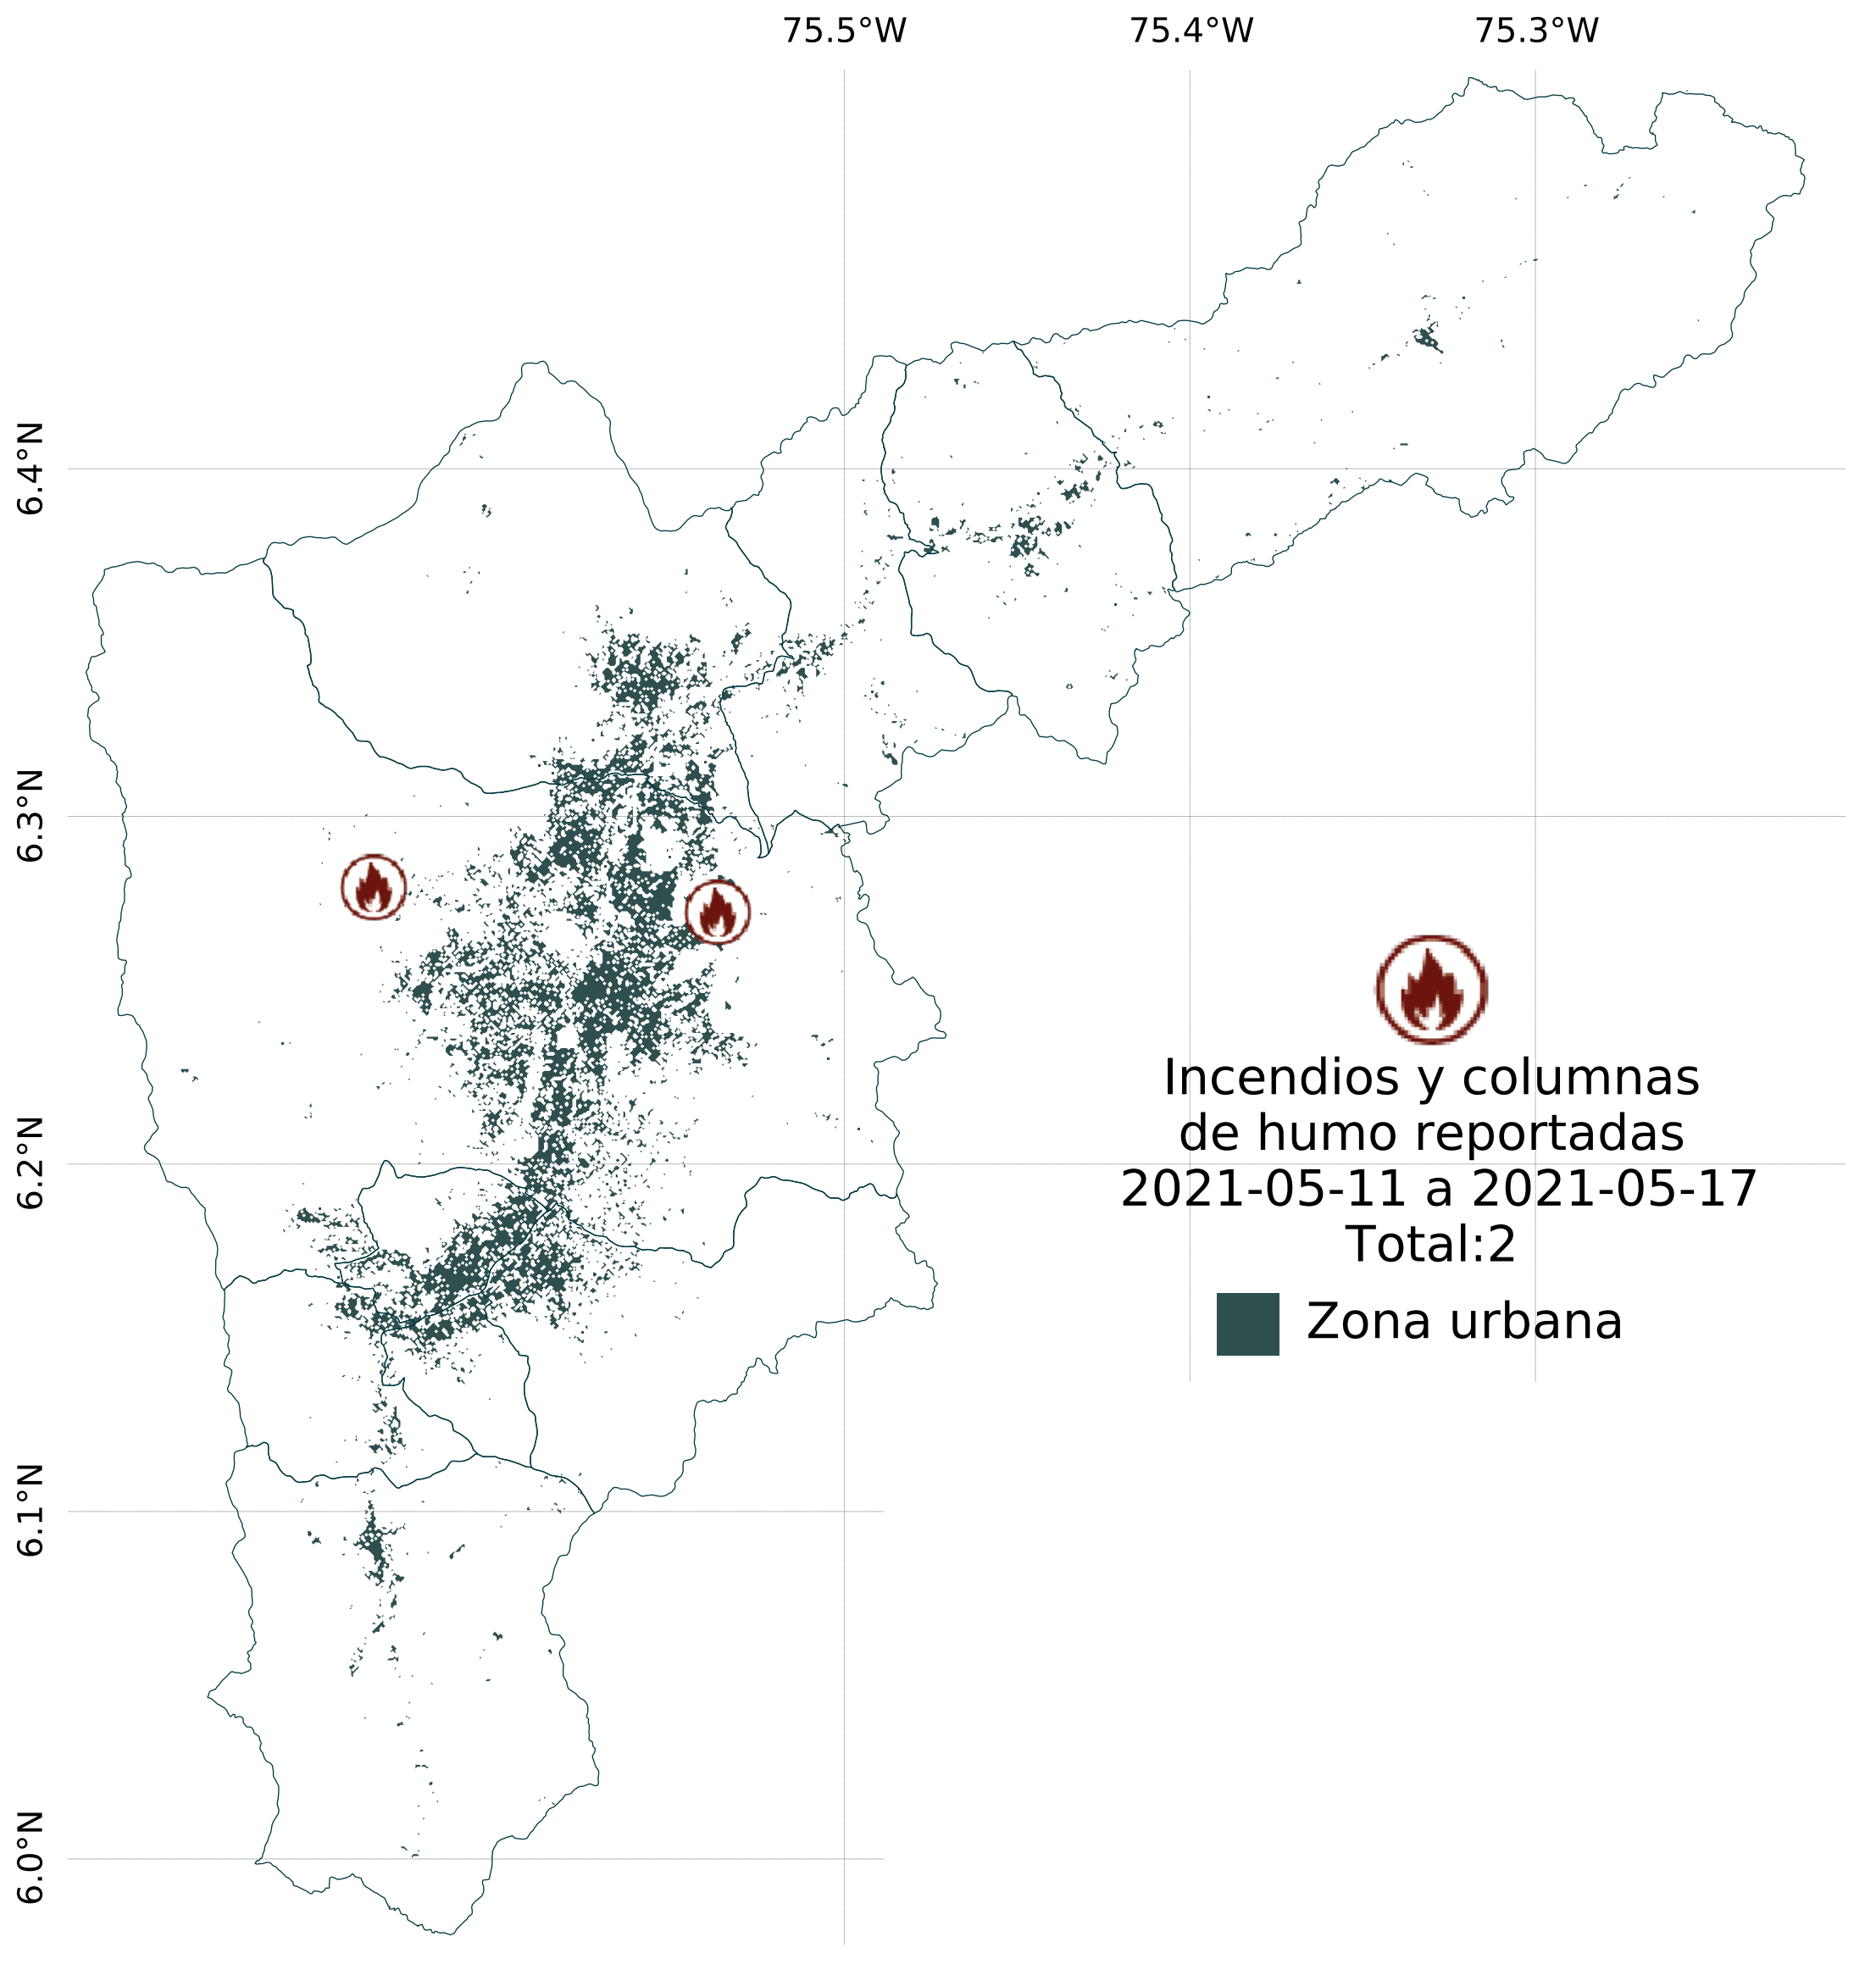 75.5°W 75.4°W 75.3°W
6.4°N
6.3°N
6.2°N
6.1°N
6.0°N
Incendios y columnas
de humo reportadas
2021-05-11 a 2021-05-17
Total:2
Zona urbana